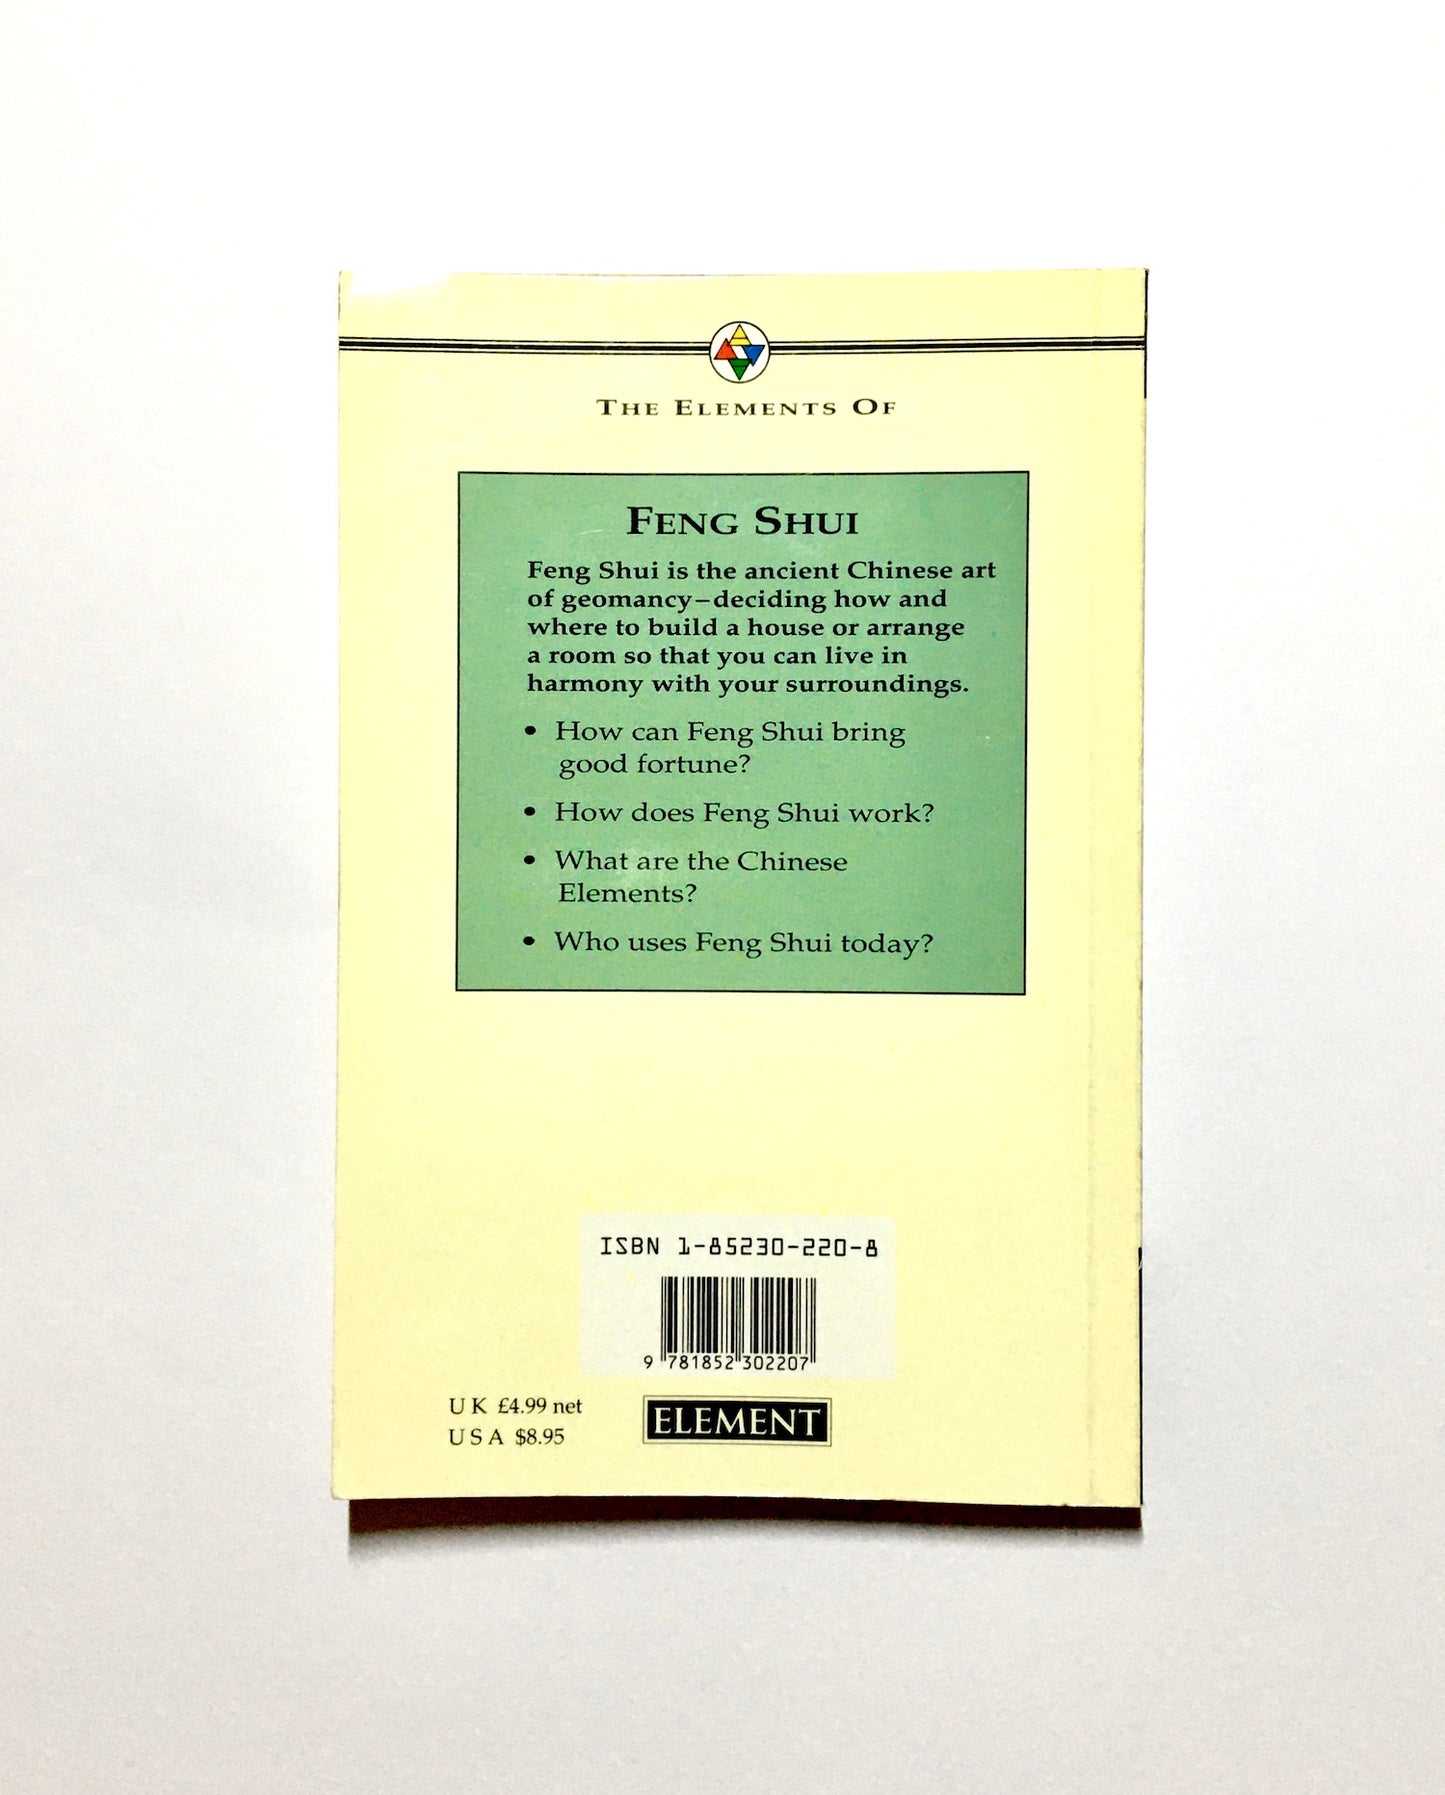 THE ELEMENTS OF
FENG SHUI
Feng Shui is the ancient Chinese art
of geomancy–deciding how and
where to build a house or arrange
a room so that you can live in
harmony with your surroundings.
• How can Feng Shui bring
good fortune?
• How does Feng Shui work?
• What are the Chinese
Elements?
• Who uses Feng Shui today?
ISBN 1-85230-220-8
9 781852 302207
UK £4.99 net
USA $8.95
ELEMENT